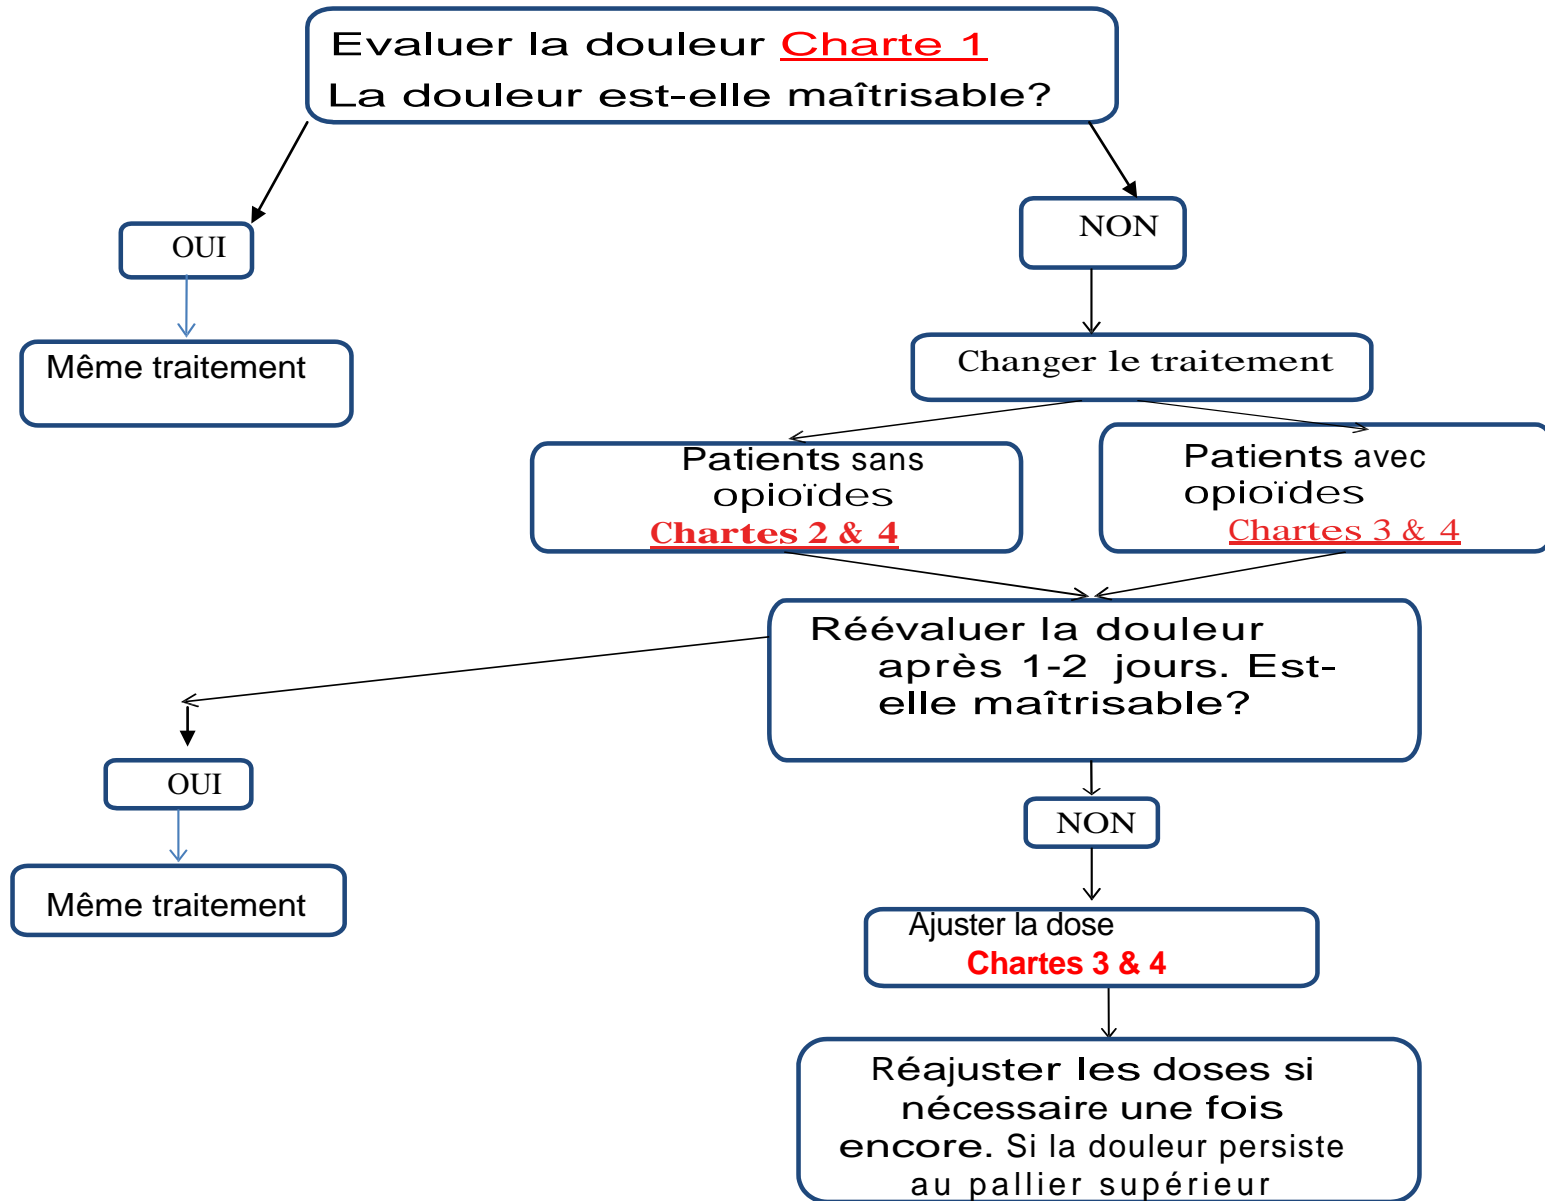 Evaluer la douleur Charte 1
La douleur est-elle maîtrisable?
OUI
NON
Même traitement
Changer le traitement
Patients sans
opioïdes
Chartes 2 & 4
Patients avec
opioïdes
Chartes 3 & 4
Réévaluer la douleur
après 1-2 jours. Est-
elle maîtrisable?
OUI
NON
Même traitement
Ajuster la dose
Chartes 3 & 4
Réajuster les doses si
nécessaire une fois
encore. Si la douleur persiste
au pallier supérieur